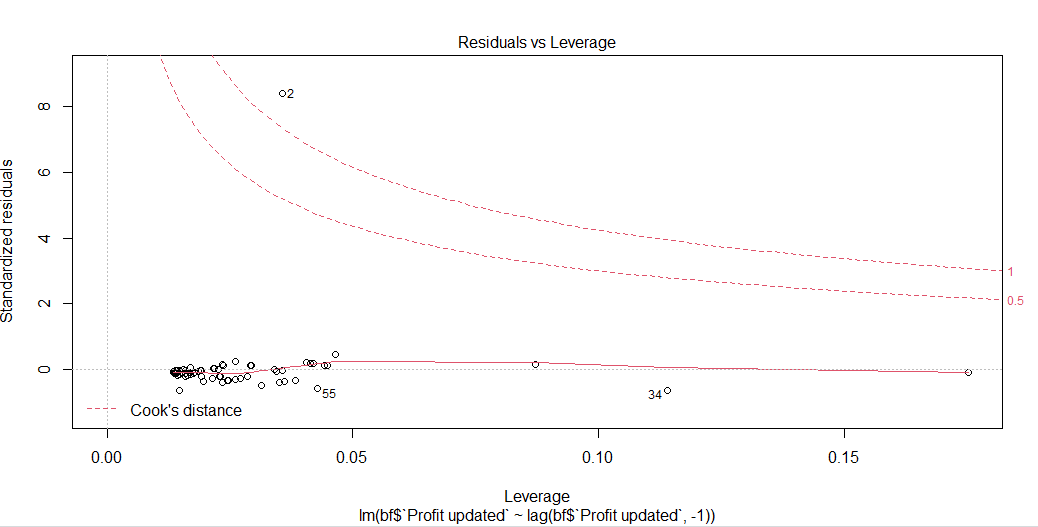 Residuals vs Leverage
Standardized residuals
8
6
4
2
0
2
55
34
1
0.5
Cook's distance
0.00
0.05
0.10
0.15
Leverage
lm(bf$`Profit updated` ~ lag(bf$`Profit updated`, -1))